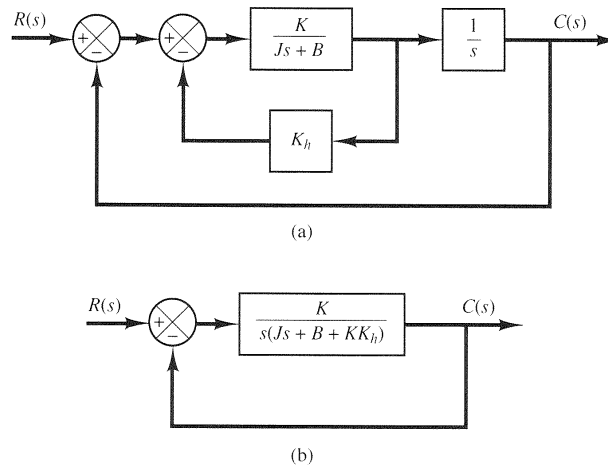 R(s)
+
−
+
−
K
Js + B
1
s
C(s)
K_h
(a)
R(s)
+
−
K
s(Js + B + KK_h)
C(s)
(b)